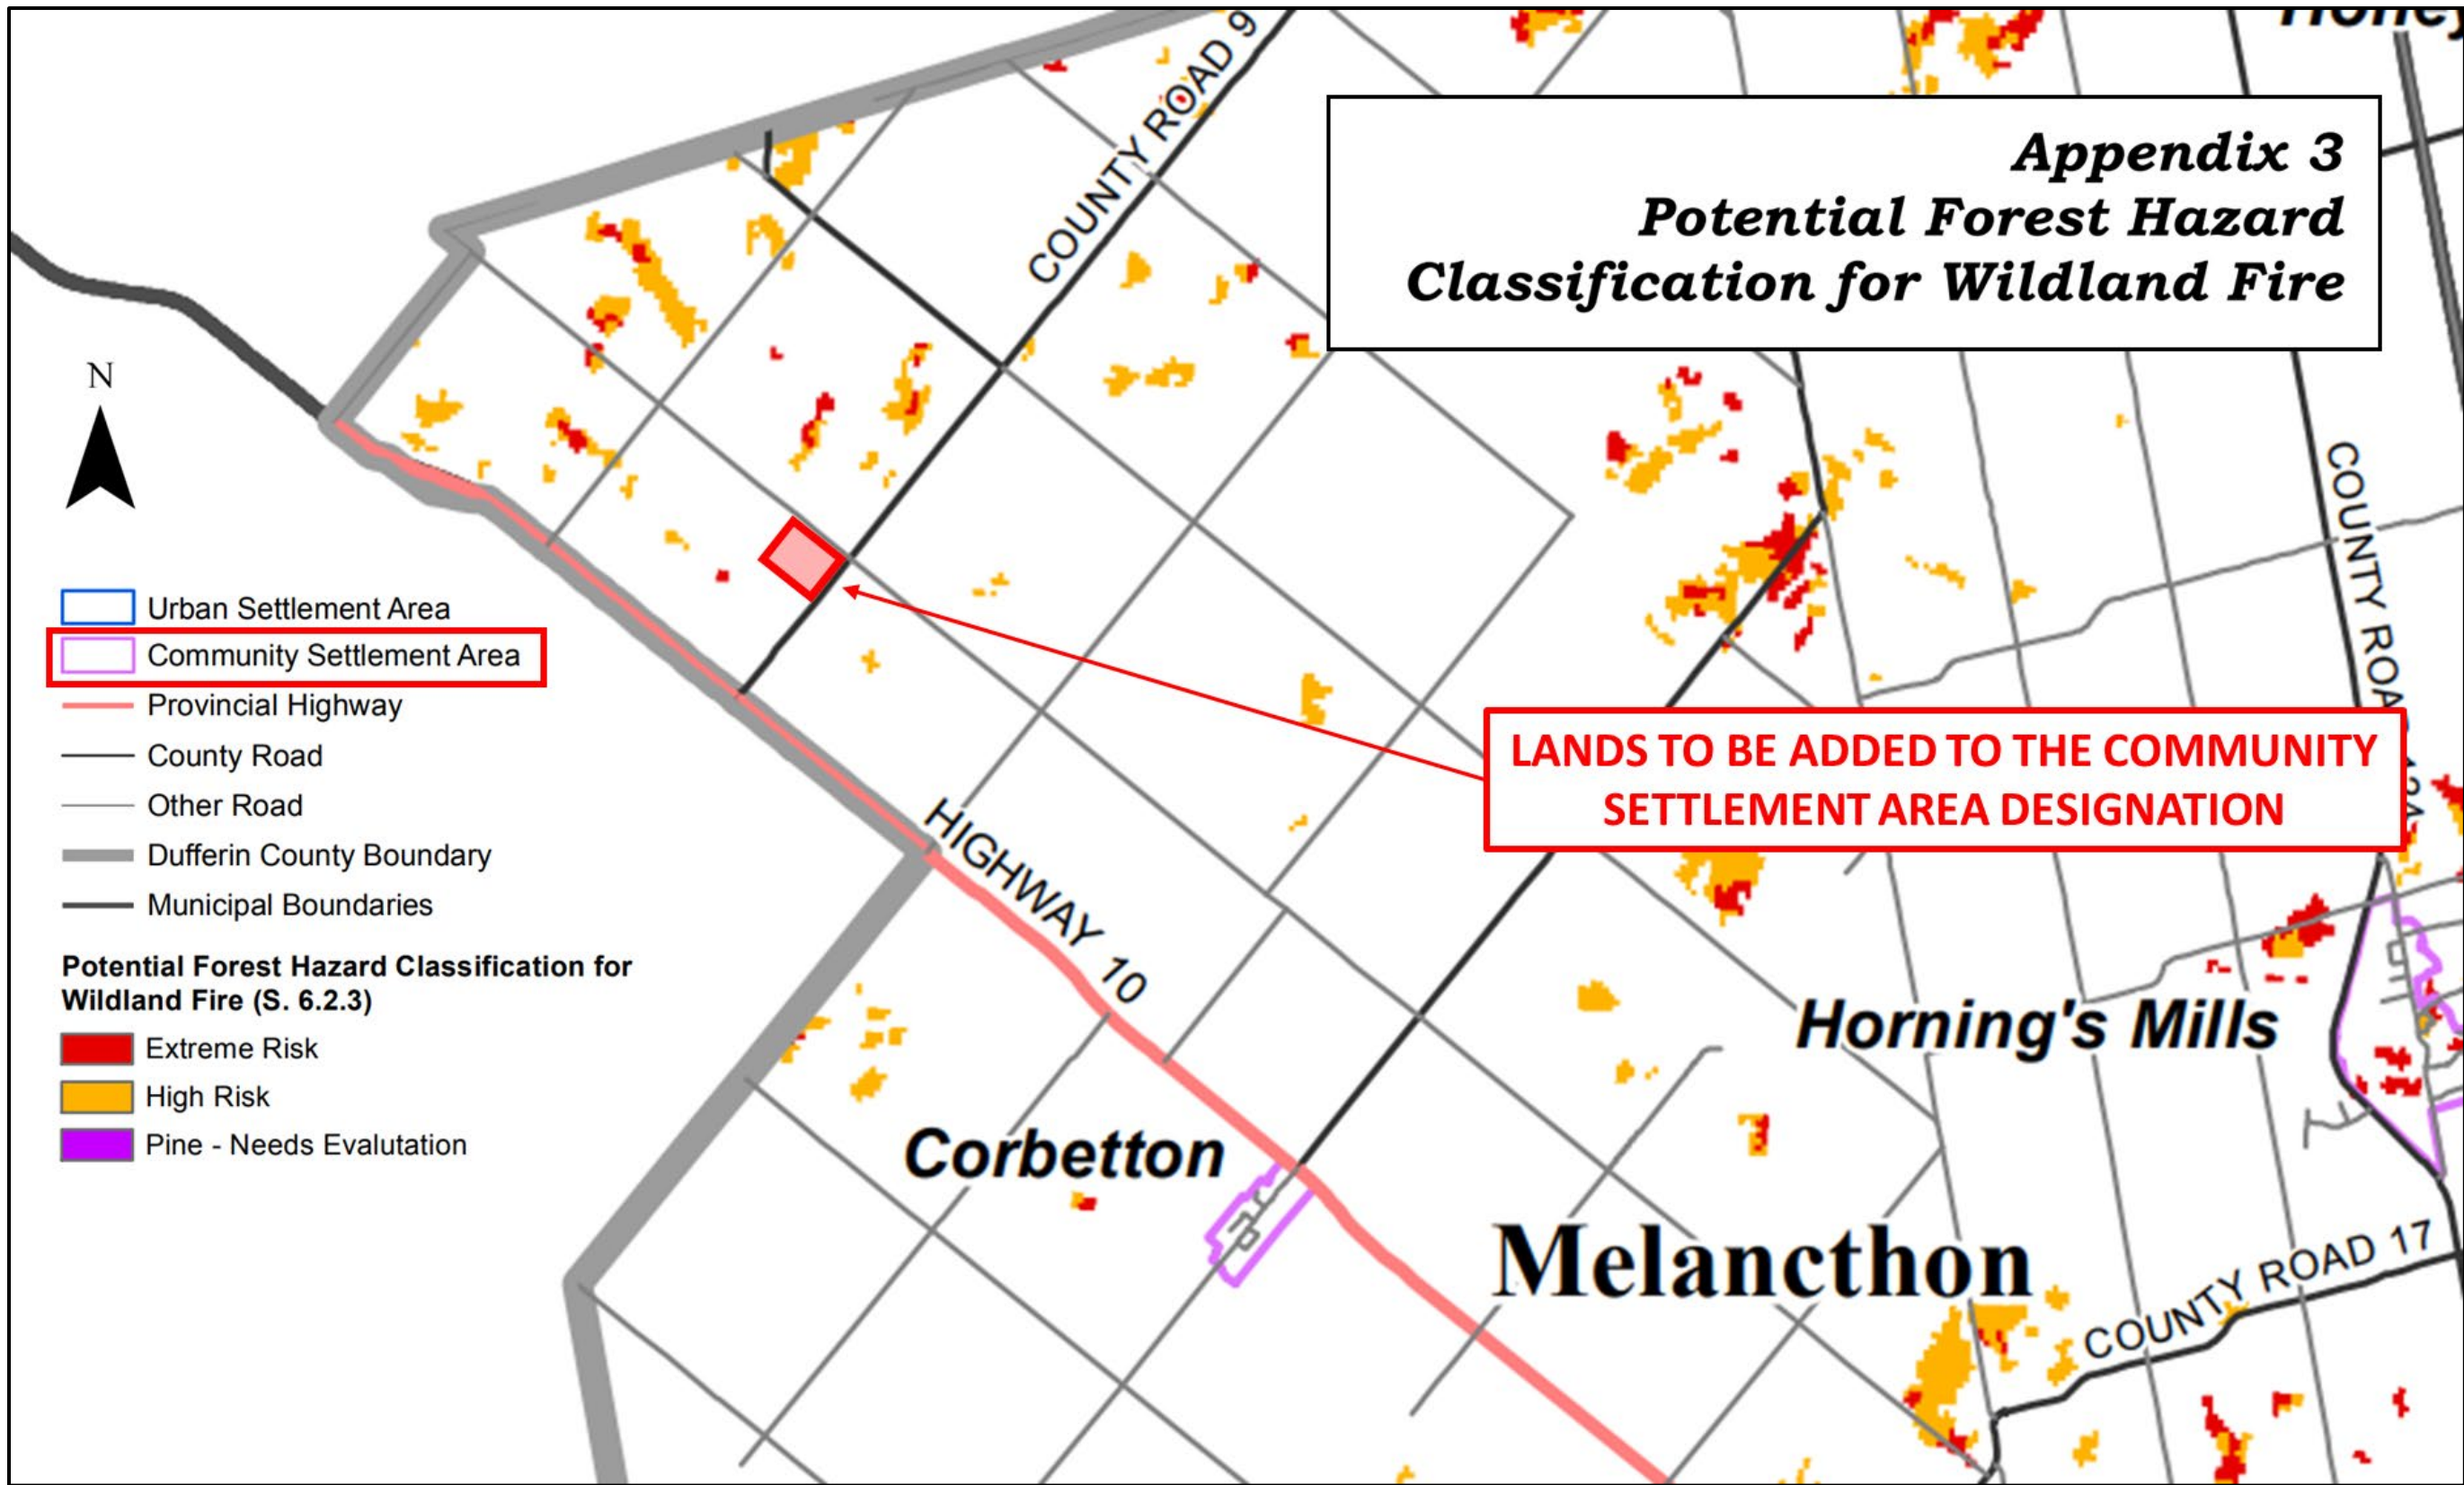 Appendix 3
Potential Forest Hazard
Classification for Wildland Fire
COUNTY ROAD 9
N
COUNTY ROAD
Urban Settlement Area
Community Settlement Area
Provincial Highway
County Road
Other Road
Dufferin County Boundary
Municipal Boundaries
Potential Forest Hazard Classification for
Wildland Fire (S. 6.2.3)
Extreme Risk
High Risk
Pine - Needs Evalutation
LANDS TO BE ADDED TO THE COMMUNITY
SETTLEMENT AREA DESIGNATION
HIGHWAY 10
Horning's Mills
Corbetton
Melancthon
COUNTY ROAD 17